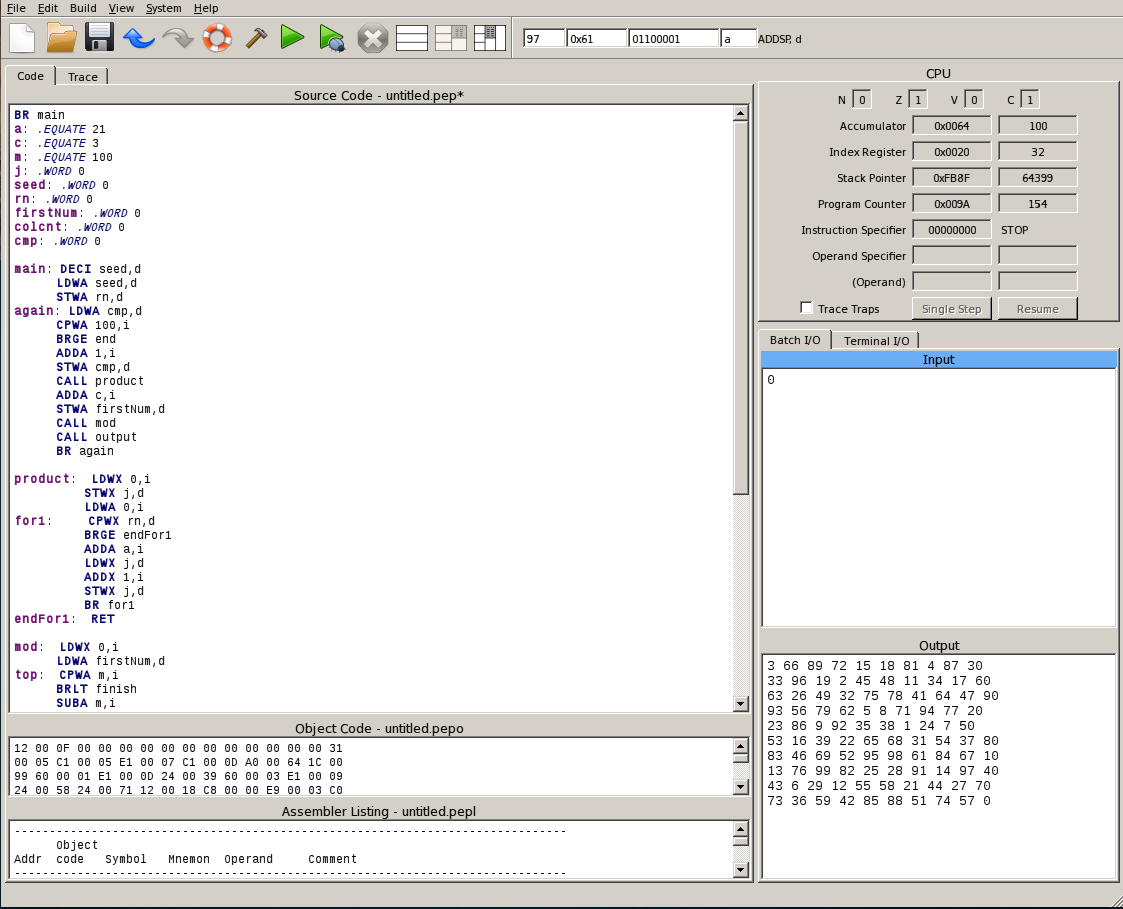 File Edit Build View System Help
97 0x61 01100001 a ADDSP, d
Code Trace
Source Code - untitled.pep*
BR main
a: .EQUATE 21
c: .EQUATE 3
m: .EQUATE 100
j: .WORD 0
seed: .WORD 0
rn: .WORD 0
firstNum: .WORD 0
colcnt: .WORD 0
cmp: .WORD 0
main: DECI seed,d
LDWA seed,d
STWA rn,d
again: LDWA cmp,d
CPWA 100,i
BRGE end
ADDA 1,i
STWA cmp,d
CALL product
ADDA c,i
STWA firstNum,d
CALL mod
CALL output
BR again
product: LDWX 0,i
STWX j,d
LDWA 0,i
for1: CPWX rn,d
BRGE endFor1
ADDA a,i
LDWX j,d
ADDX 1,i
STWX j,d
BR for1
endFor1: RET
mod: LDWX 0,i
LDWA firstNum,d
top: CPWA m,i
BRLT finish
SUBA m,i
Object Code - untitled.pepo
12 00 0F 00 00 00 00 00 00 00 00 00 00 00 00 31
00 05 C1 00 05 E1 00 07 C1 00 0D A0 00 64 1C 00
99 60 00 01 E1 00 0D 24 00 39 60 00 03 E1 00 09
24 00 58 24 00 71 12 00 18 C8 00 00 E9 00 03 C0
Assembler Listing - untitled.pepl
-------------------------------------------------------------------------------
Object
Addr code Symbol Mnemon Operand Comment
-------------------------------------------------------------------------------
CPU
N 0 Z 1 V 0 C 1
Accumulator 0x0064 100
Index Register 0x0020 32
Stack Pointer 0xFB8F 64399
Program Counter 0x009A 154
Instruction Specifier 00000000 STOP
Operand Specifier
(Operand)
Trace Traps Single Step Resume
Batch I/O Terminal I/O
Input
0
Output
3 66 89 72 15 18 81 4 87 30
33 96 19 2 45 48 11 34 17 60
63 26 49 32 75 78 41 64 47 90
93 56 79 62 5 8 71 94 77 20
23 86 9 92 35 38 1 24 7 50
53 16 39 22 65 68 31 54 37 80
83 46 69 52 95 98 61 84 67 10
13 76 99 82 25 28 91 14 97 40
43 6 29 12 55 58 21 44 27 70
73 36 59 42 85 88 51 74 57 0